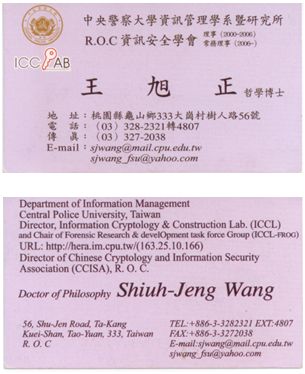 中央警察大學資訊管理學系暨研究所
R.O.C 資訊安全學會 理事 (2000-2006)
常務理事 (2006~)
ICC AB
王旭正 哲學博士
地 址：桃園縣龜山鄉333大崗村樹人路56號
電 話：(03) 328-2321轉4807
傳 真：(03) 327-2038
E-mail：sjwang@mail.cpu.edu.tw
sjwang_fsu@yahoo.com
Department of Information Management
Central Police University, Taiwan
Director, Information Cryptology & Construction Lab. (ICCL)
and Chair of Forensic Research & develOpment task force Group (ICCL-FROG)
URL: http://hera.im.cpu.tw/(163.25.10.166)
Director of Chinese Cryptology and Information Security
Association (CCISA), R. O. C.
Doctor of Philosophy Shiuh-Jeng Wang
56, Shu-Jen Road, Ta-Kang
Kuei-Shan, Tao-Yuan, 333, Taiwan
R. O. C
TEL:+886-3-3282321 EXT:4807
FAX:+886-3-3272038
E-mail:sjwang@mail.cpu.edu.tw
sjwang_fsu@yahoo.com